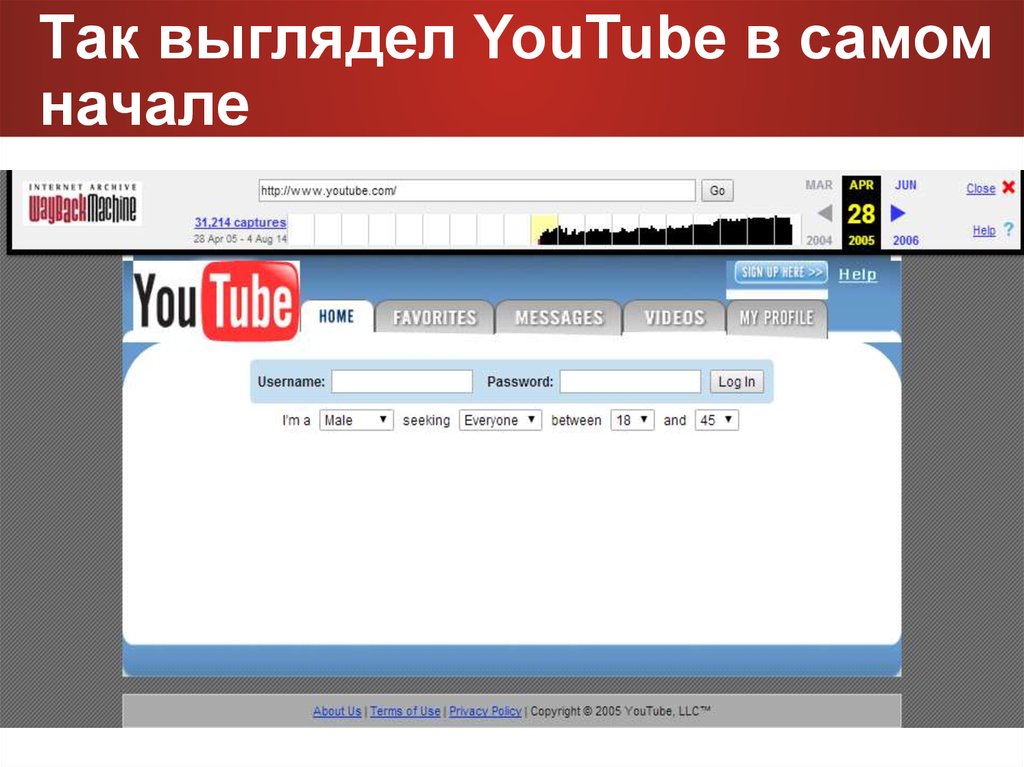 Так выглядел YouTube в самом
начале
INTERNET ARCHIVE
WayBackMachine
http://www.youtube.com/ Go
31,214 captures
28 Apr 05 - 4 Aug 14
MAR APR JUN
28
2004 2005 2006
Close
Help ?
YouTube
SIGN UP HERE >> Help
HOME FAVORITES MESSAGES VIDEOS MY PROFILE
Username: Password: Log In
I'm a Male seeking Everyone between 18 and 45
About Us | Terms of Use | Privacy Policy | Copyright © 2005 YouTube, LLC™